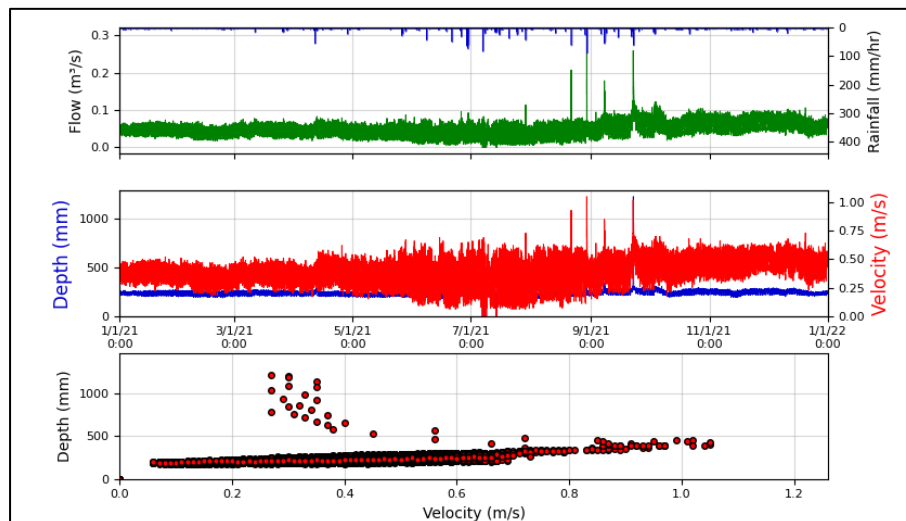 0.3
0.2
0.1
0.0
Flow (m³/s)
0
100
200
300
400
Rainfall (mm/hr)
1000
500
0
Depth (mm)
1.00
0.75
0.50
0.25
0.00
Velocity (m/s)
1/1/21 3/1/21 5/1/21 7/1/21 9/1/21 11/1/21 1/1/22
0:00 0:00 0:00 0:00 0:00 0:00 0:00
1000
500
0
Depth (mm)
0.0 0.2 0.4 0.6 0.8 1.0 1.2
Velocity (m/s)